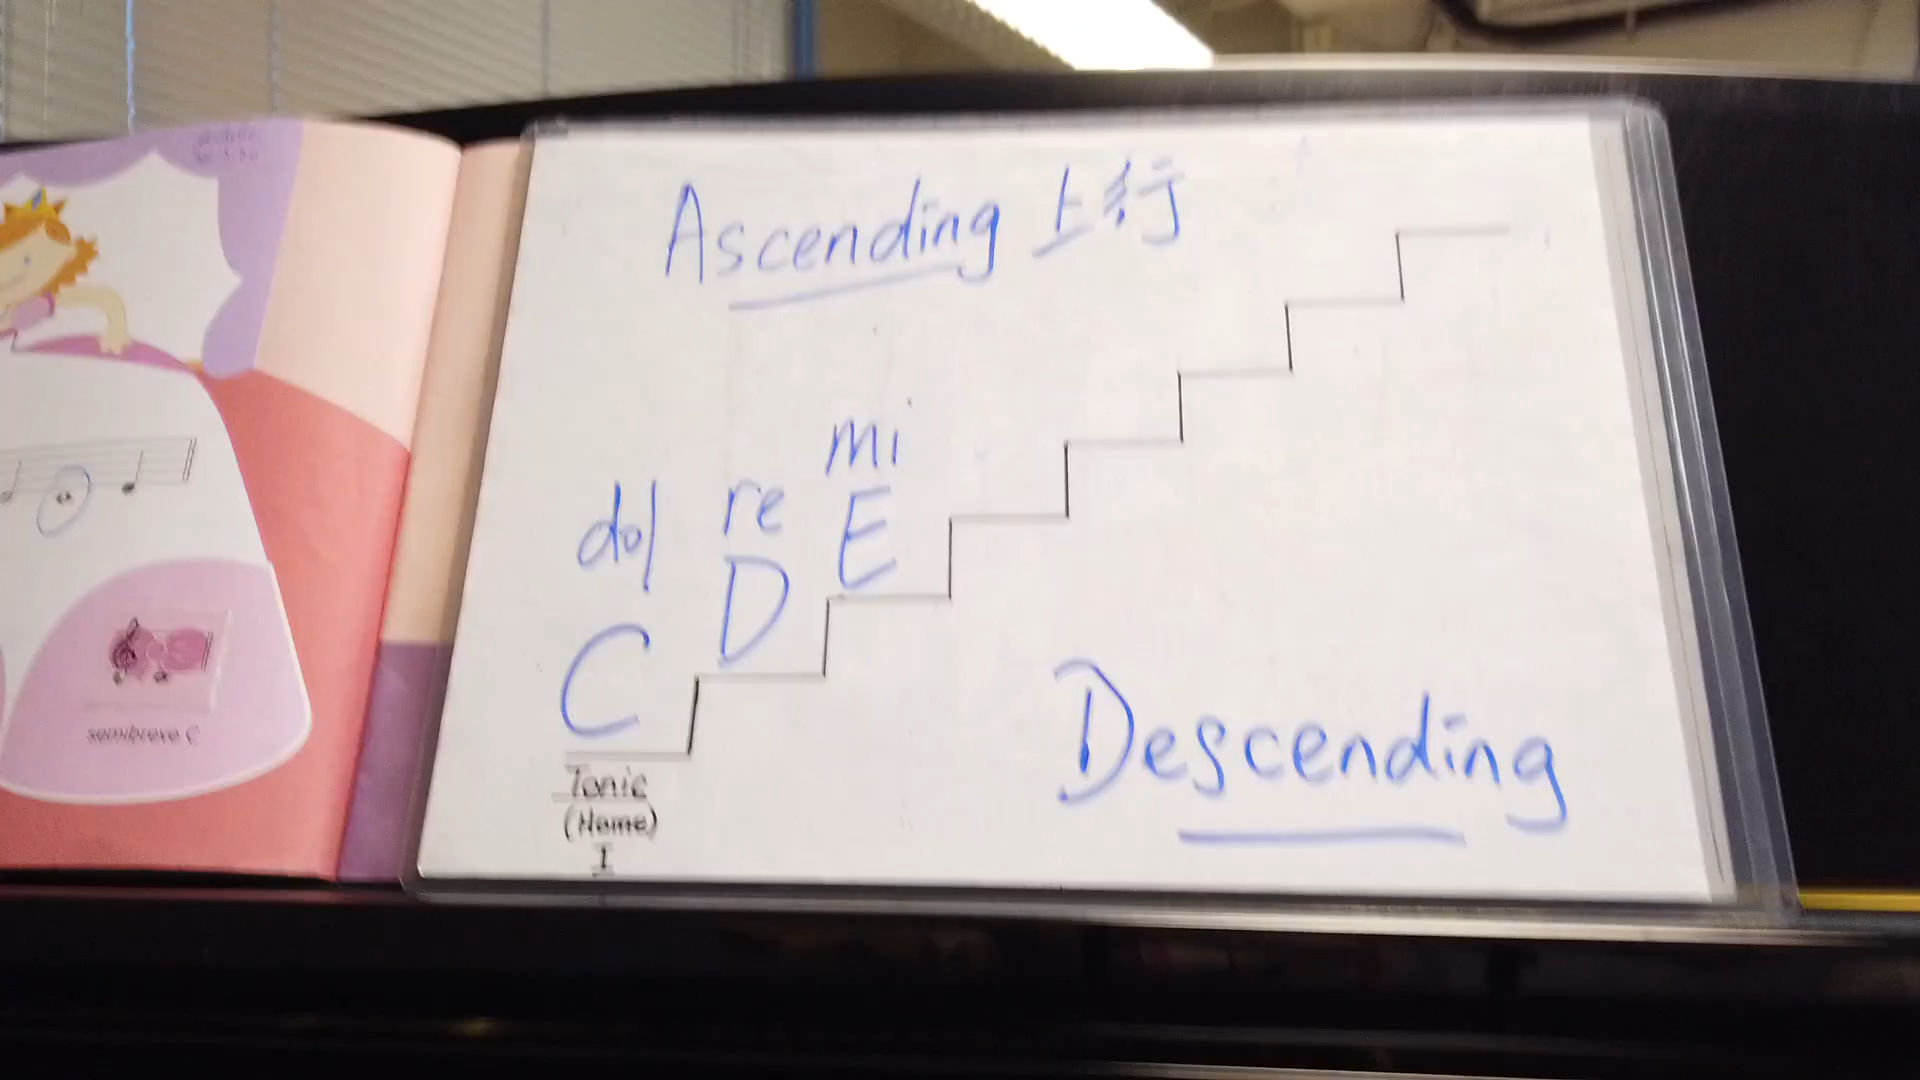 Ascending 上行
mi
re
E
do
D
C
Descending
Tonic
(Home)
I
semibreve C